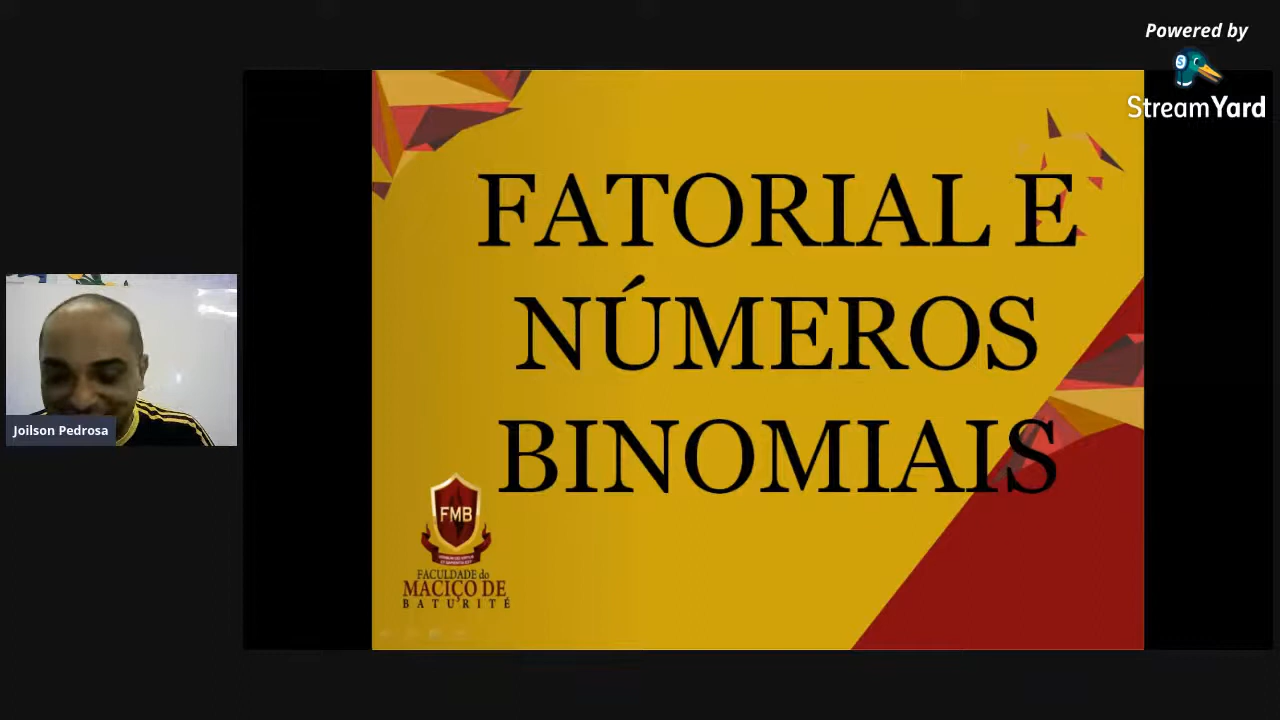 Powered by
StreamYard
FATORIAL E
NÚMEROS
BINOMIAIS
Joilson Pedrosa
FMB
FACULDADE do
MACIÇO DE
BATURITÉ